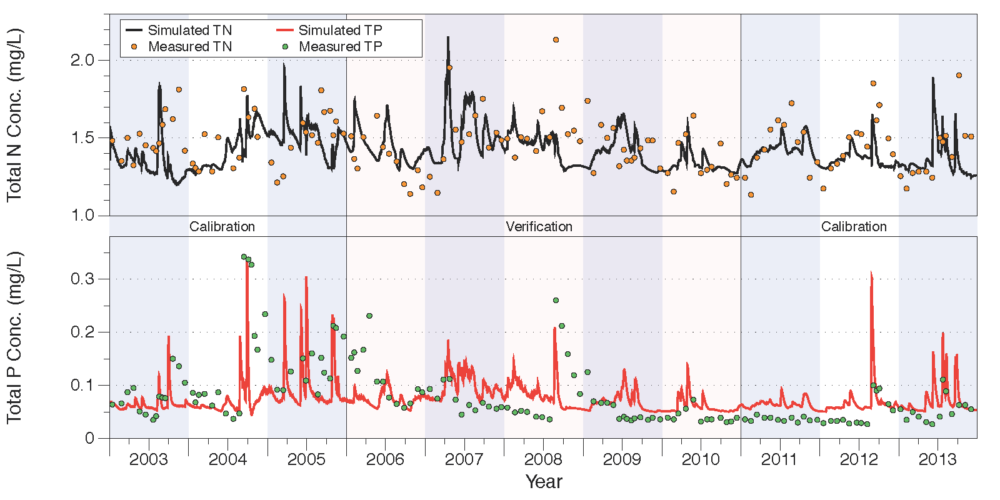 Simulated TN
Simulated TP
Measured TN
Measured TP
Total N Conc. (mg/L)
2.0
1.5
1.0
Calibration
Verification
Calibration
Total P Conc. (mg/L)
0.3
0.2
0.1
0
2003 2004 2005 2006 2007 2008 2009 2010 2011 2012 2013
Year